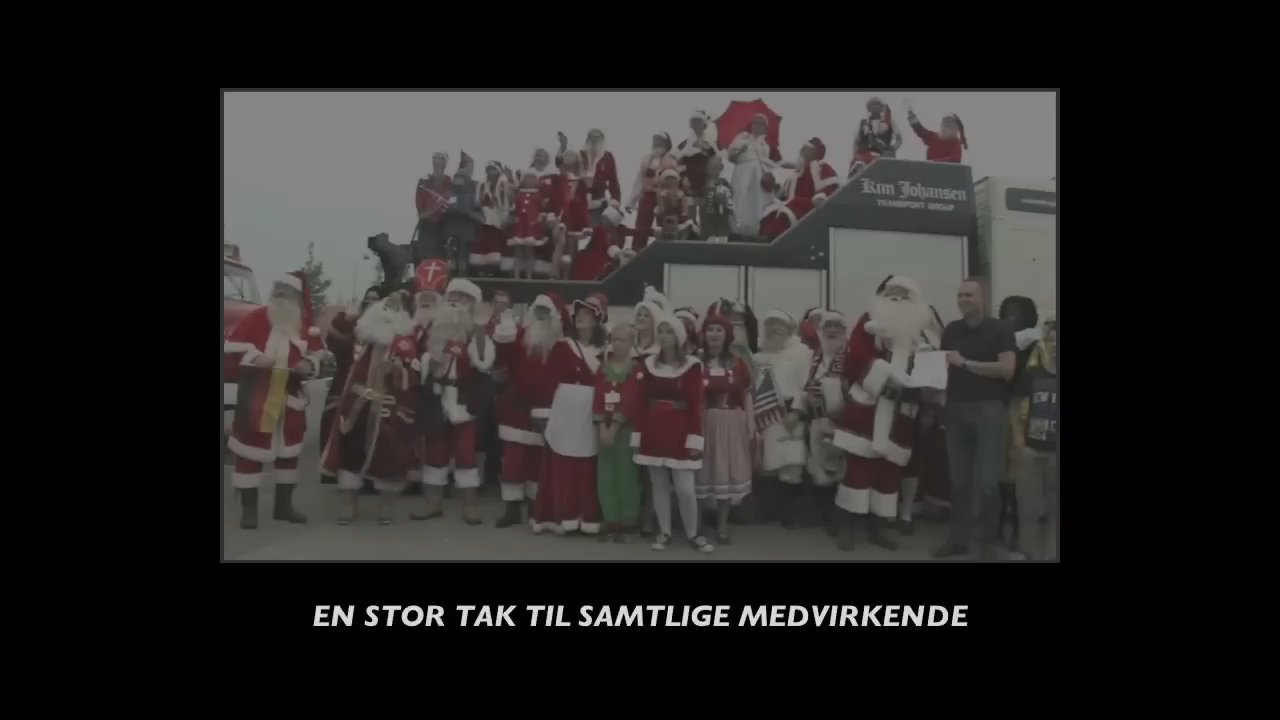 Kim Johansen
TRANSPORT GROUP
EN STOR TAK TIL SAMTLIGE MEDVIRKENDE